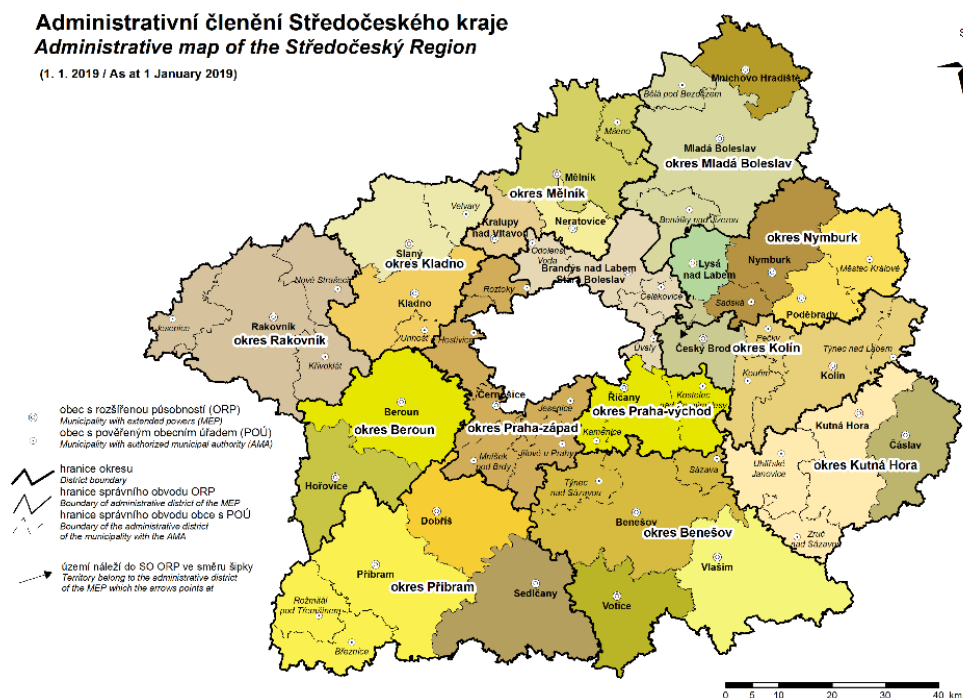 Administrativní členění Středočeského kraje
Administrative map of the Středočeský Region
(1. 1. 2019 / As at 1 January 2019)
S
Mnichovo Hradiště
Bělá pod Bezdězem
Mšeno
Mladá Boleslav
okres Mladá Boleslav
Mělník
okres Mělník
Velvary
Benátky nad Jizerou
Kralupy
nad Vltavou
Neratovice
okres Nymburk
Slaný
okres Kladno
Odolena
Voda
Brandýs nad Labem
Stará Boleslav
Lysá
nad Labem
Nymburk
Městec Králové
Nové Strašecí
Roztoky
Čelákovice
Kladno
Sadská
Poděbrady
Jesenice
Rakovník
okres Rakovník
Unhošť
Hostivice
Úvaly
Český Brod
okres Kolín
Pečky
Týnec nad Labem
Křivoklát
Kouřim
Kolín
Beroun
Černošice
Jesenice
Říčany
Kostelec
okres Praha-východ
okres Beroun
okres Praha-západ
Kamenice
Kutná Hora
Čáslav
Mníšek
pod Brdy
Jílové u Prahy
Sázava
Uhlířské
Janovice
okres Kutná Hora
Hořovice
Týnec
nad Sázavou
Dobříš
Benešov
okres Benešov
Zruč
nad Sázavou
Vlašim
Příbram
okres Příbram
Sedlčany
Votice
Rožmitál
pod Třemšínem
Březnice
obec s rozšířenou působností (ORP)
Municipality with extended powers (MEP)
obec s pověřeným obecním úřadem (POÚ)
Municipality with authorized municipal authority (AMA)
hranice okresu
District boundary
hranice správního obvodu ORP
Boundary of administrative district of the MEP
hranice správního obvodu obce s POÚ
Boundary of the administrative district
of the municipality with the AMA
území náleží do SO ORP ve směru šipky
Territory belong to the administrative district
of the MEP which the arrows points at
0 5 10 20 30 40 km